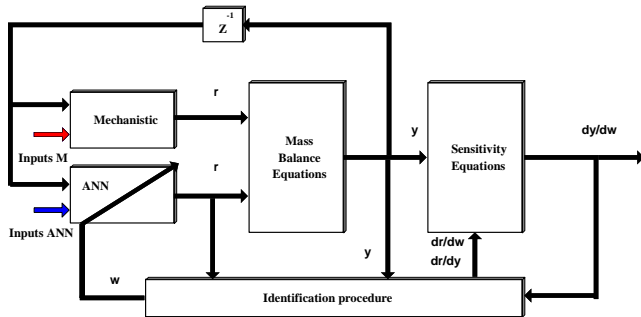 Z-1
r
Mechanistic
Inputs M
Mass
Balance
Equations
y
Sensitivity
Equations
dy/dw
ANN
r
Inputs ANN
y
dr/dw
dr/dy
w
Identification procedure